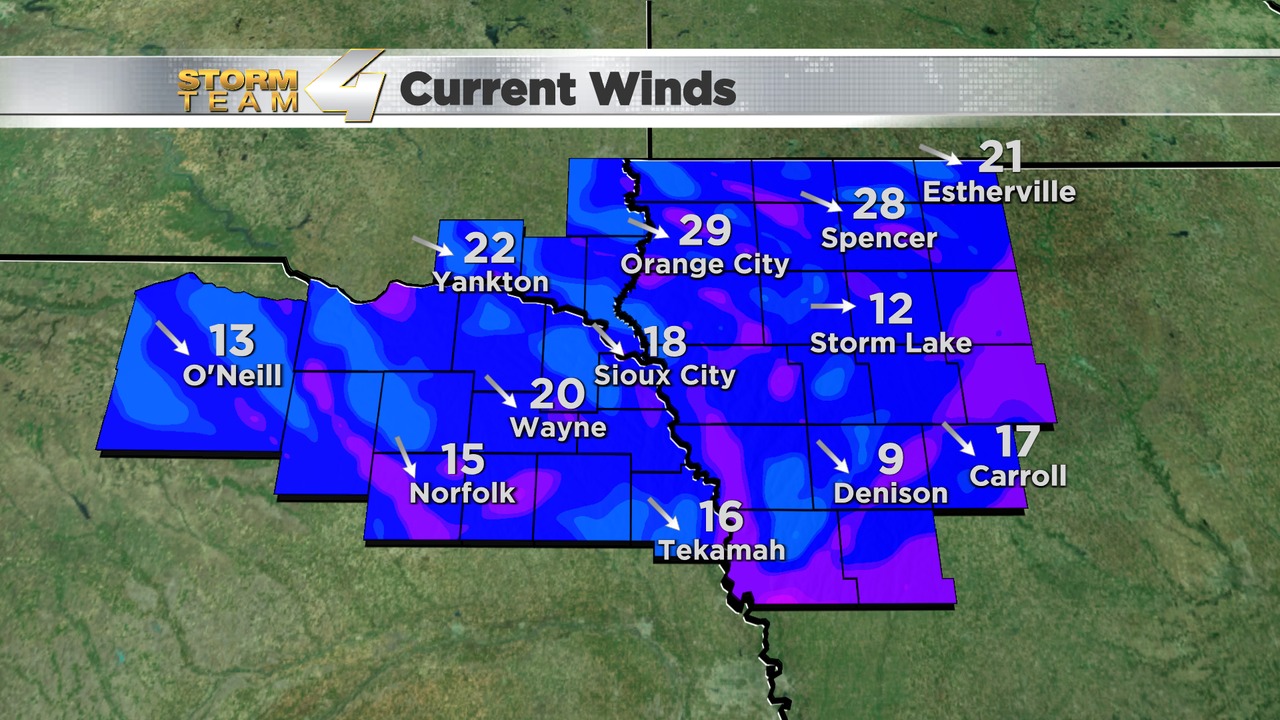 STORM
TEAM
4
Current Winds
21
Estherville
28
Spencer
29
Orange City
22
Yankton
12
Storm Lake
13
O'Neill
18
Sioux City
20
Wayne
17
Carroll
15
Norfolk
9
Denison
16
Tekamah